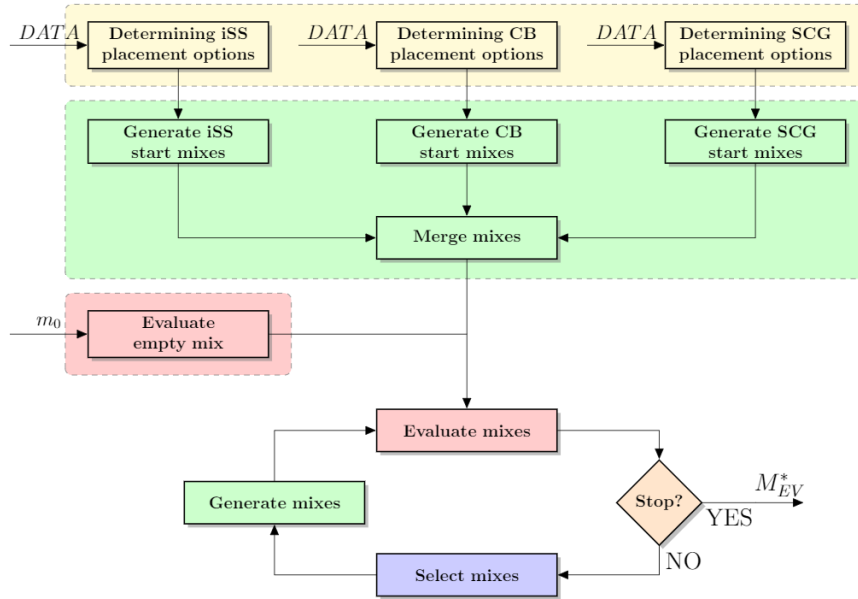 DATA
Determining iSS
placement options
DATA
Determining CB
placement options
DATA
Determining SCG
placement options
Generate iSS
start mixes
Generate CB
start mixes
Generate SCG
start mixes
Merge mixes
m₀
Evaluate
empty mix
Evaluate mixes
Generate mixes
Stop?
M*_EV
YES
NO
Select mixes